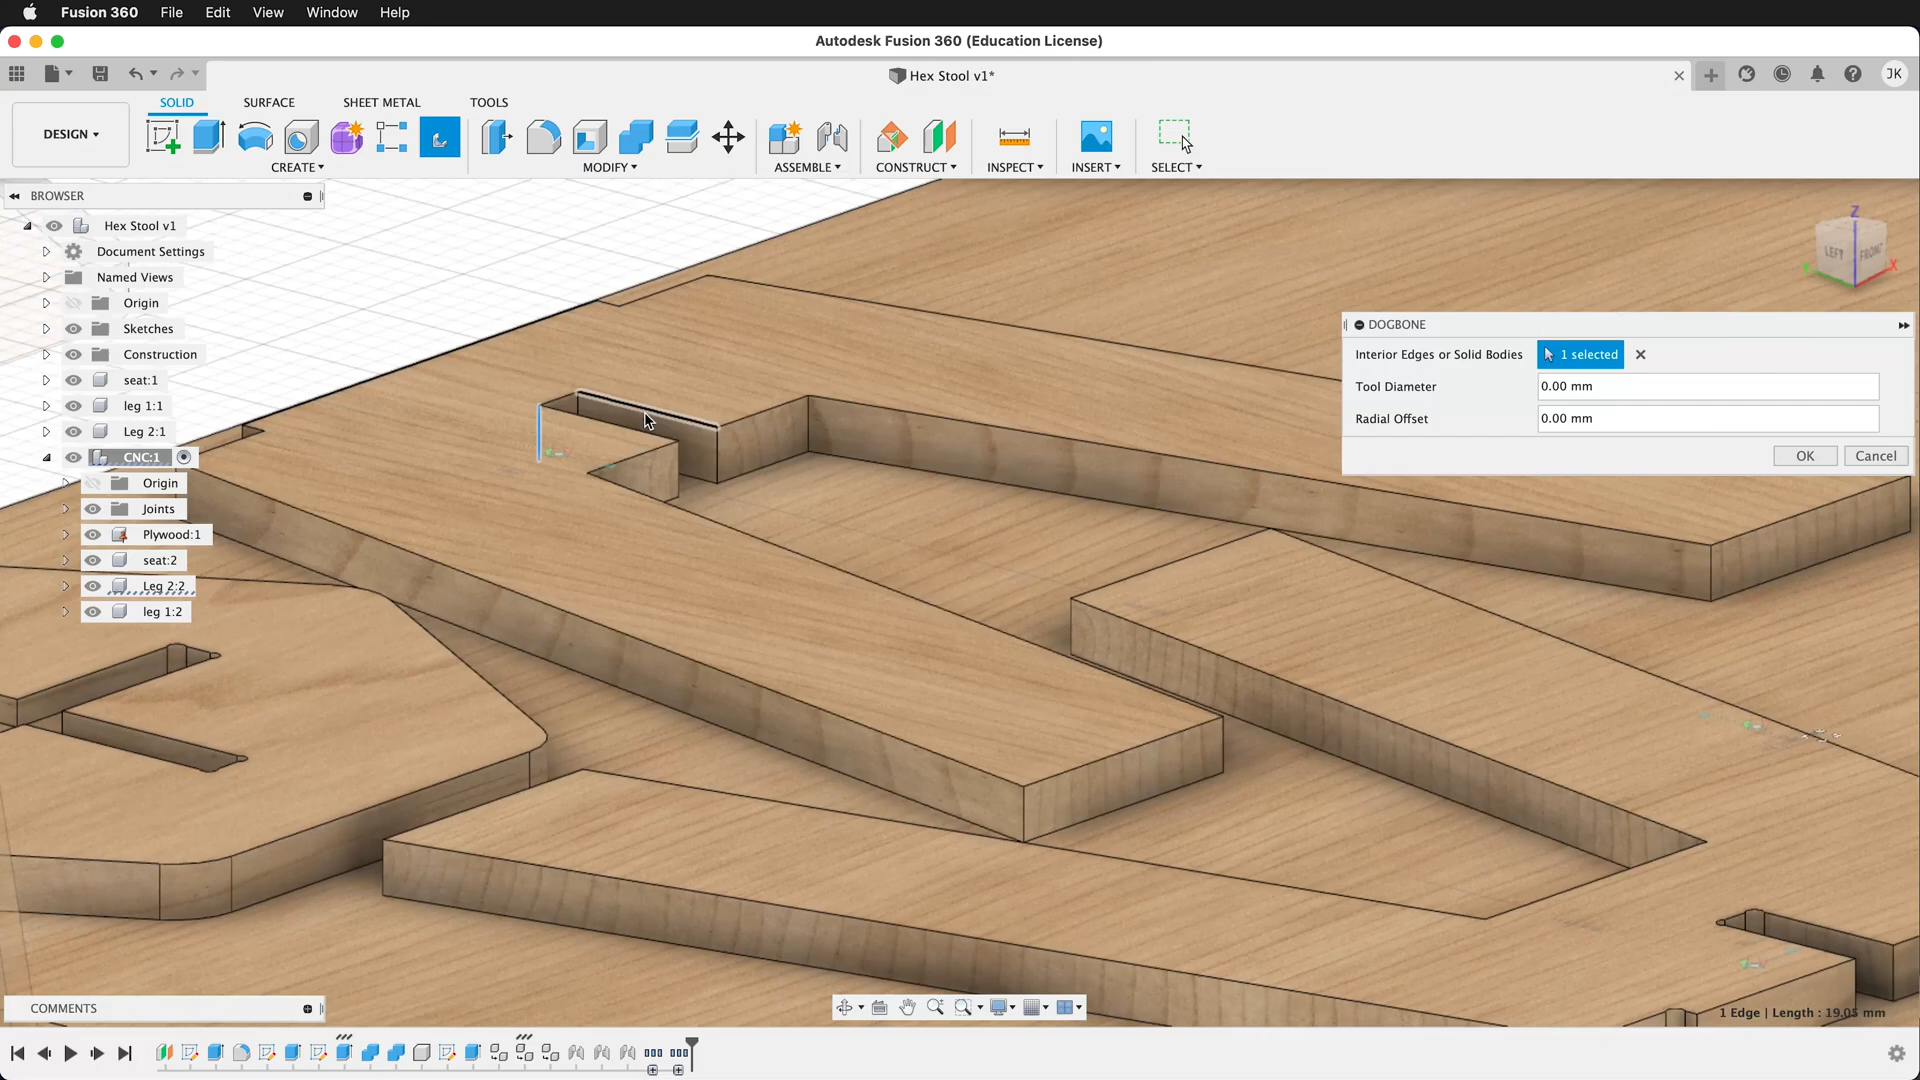 Fusion 360 File Edit View Window Help
Autodesk Fusion 360 (Education License)
Hex Stool v1*
JK
SOLID SURFACE SHEET METAL TOOLS
DESIGN
CREATE MODIFY ASSEMBLE CONSTRUCT INSPECT INSERT SELECT
BROWSER
Hex Stool v1
Document Settings
Named Views
Origin
Sketches
Construction
seat:1
leg 1:1
Leg 2:1
CNC:1
Origin
Joints
Plywood:1
seat:2
Leg 2:2
leg 1:2
Z
LEFT FRONT
X
DOGBONE
Interior Edges or Solid Bodies 1 selected
Tool Diameter 0.00 mm
Radial Offset 0.00 mm
OK Cancel
COMMENTS
1 Edge | Length : 19.05 mm